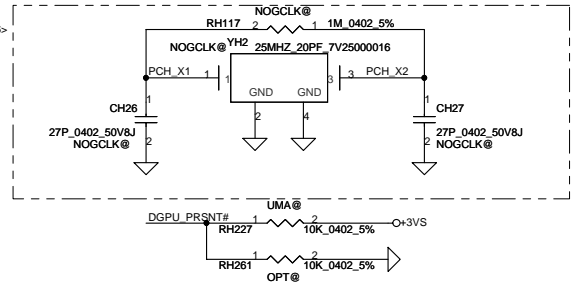 NOGCLK@
RH117 2 1 1M_0402_5%
NOGCLK@ YH2 25MHZ_20PF_7V25000016
PCH_X1 1 1 3 3 PCH_X2
GND GND
1 1
CH26 2 4 CH27
2 2
27P_0402_50V8J 27P_0402_50V8J
NOGCLK@ NOGCLK@
UMA@
DGPU_PRSNT# 1 2 +3VS
RH227 10K_0402_5%
1 2
RH261 10K_0402_5%
OPT@